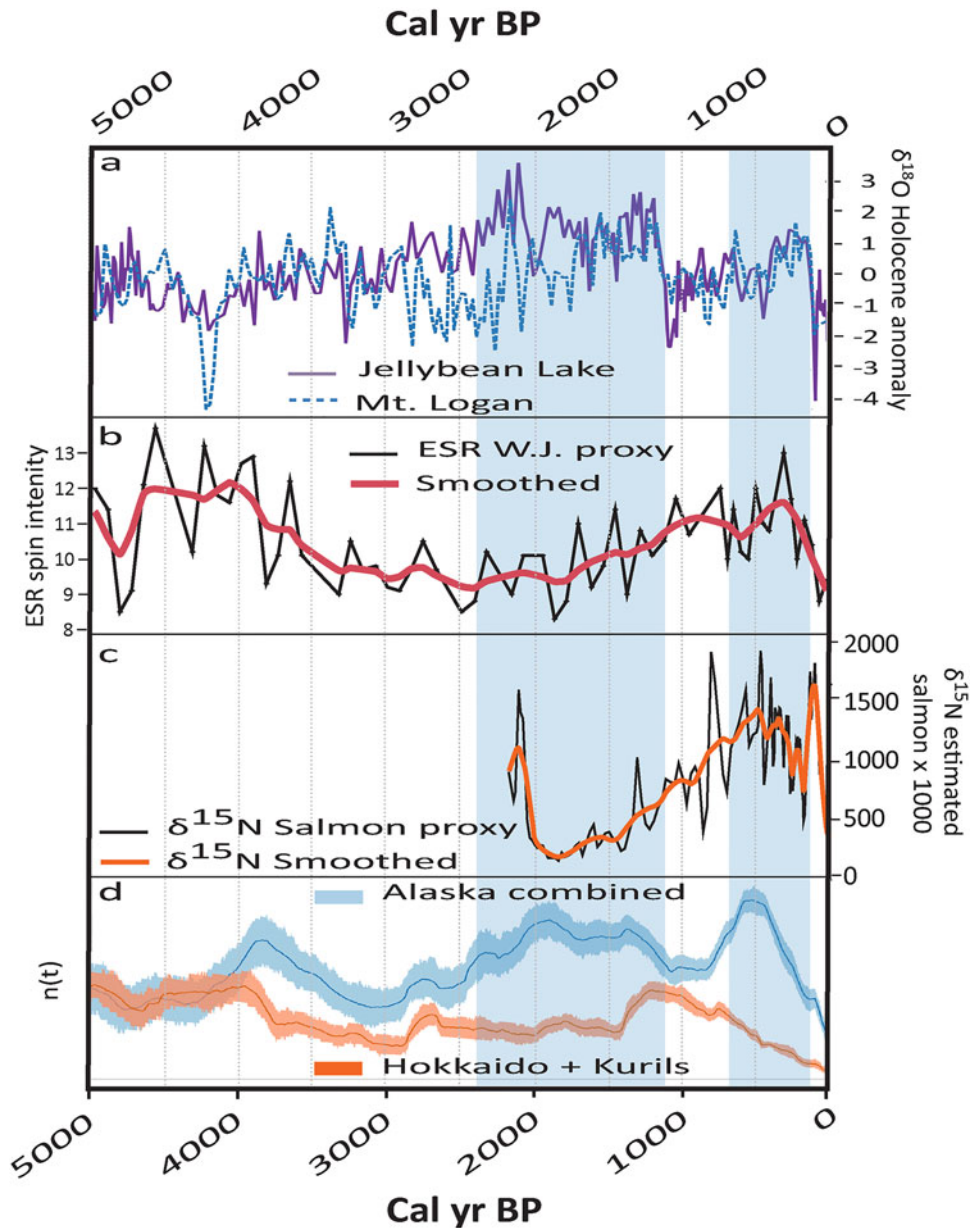 Cal yr BP
5000 4000 3000 2000 1000 0
a
3
2
1
0
-1
-2
-3
-4
δ¹⁸O Holocene anomaly
Jellybean Lake
Mt. Logan
b
ESR W.J. proxy
Smoothed
13
12
11
10
9
8
ESR spin intenity
c
2000
1500
1000
500
0
δ¹⁵N estimated
salmon x 1000
δ¹⁵N Salmon proxy
δ¹⁵N Smoothed
d
Alaska combined
n(t)
Hokkaido + Kurils
5000 4000 3000 2000 1000 0
Cal yr BP